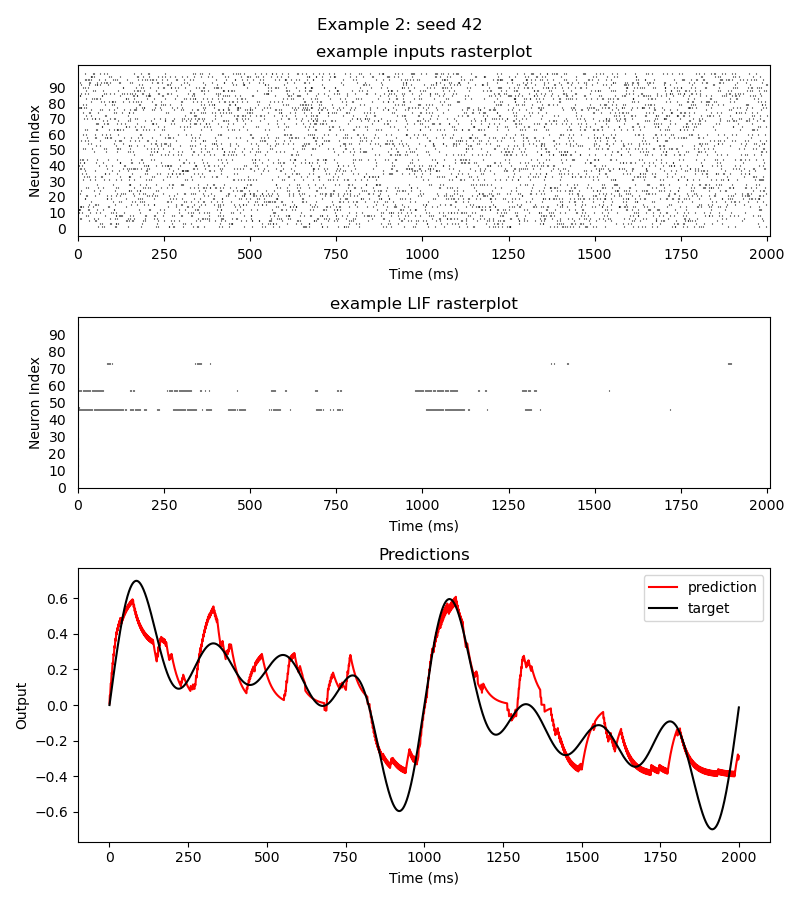 Example 2: seed 42
example inputs rasterplot
Neuron Index
90
80
70
60
50
40
30
20
10
0
0 250 500 750 1000 1250 1500 1750 2000
Time (ms)
example LIF rasterplot
Neuron Index
90
80
70
60
50
40
30
20
10
0
0 250 500 750 1000 1250 1500 1750 2000
Time (ms)
Predictions
Output
0.6
0.4
0.2
0.0
−0.2
−0.4
−0.6
prediction
target
0 250 500 750 1000 1250 1500 1750 2000
Time (ms)